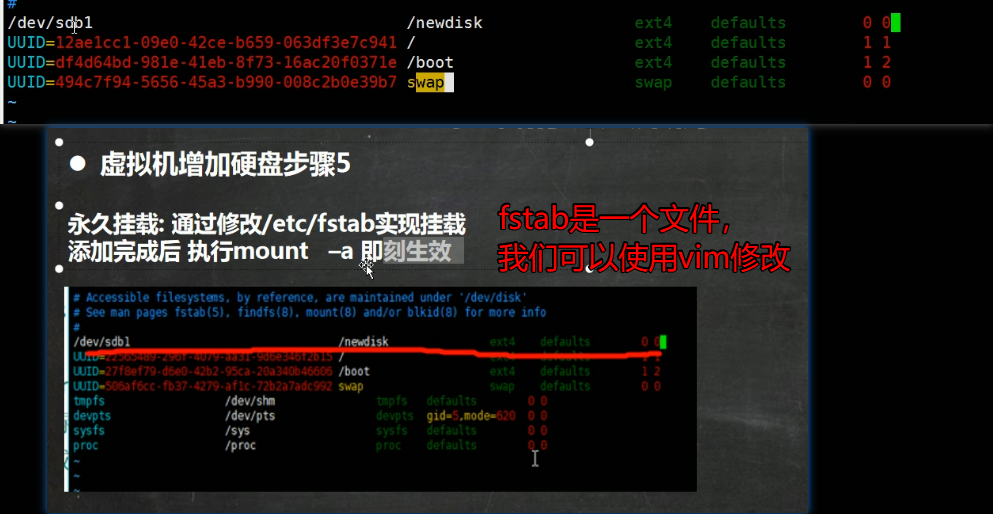 #
/dev/sdb1 /newdisk ext4 defaults 0 0
UUID=12ae1cc1-09e0-42ce-b659-063df3e7c941 / ext4 defaults 1 1
UUID=df4d64bd-981e-41eb-8f73-16ac20f0371e /boot ext4 defaults 1 2
UUID=494c7f94-5656-45a3-b990-008c2b0e39b7 swap swap defaults 0 0
~
~
● 虚拟机增加硬盘步骤5
永久挂载: 通过修改/etc/fstab实现挂载
添加完成后 执行mount –a 即刻生效
fstab是一个文件，
我们可以使用vim修改
# Accessible filesystems, by reference, are maintained under '/dev/disk'
# See man pages fstab(5), findfs(8), mount(8) and/or blkid(8) for more info
#
/dev/sdb1 /newdisk ext4 defaults 0 0
/ ext4 defaults
UUID=27f8ef79-d6e0-42b2-95ca-20a340b46606 /boot ext4 defaults 1 2
UUID=506af6cc-fb37-4279-af1c-72b2a7adc992 swap swap defaults 0 0
tmpfs /dev/shm tmpfs defaults 0 0
devpts /dev/pts devpts gid=5,mode=620 0 0
sysfs /sys sysfs defaults 0 0
proc /proc proc defaults 0 0
~
~
~